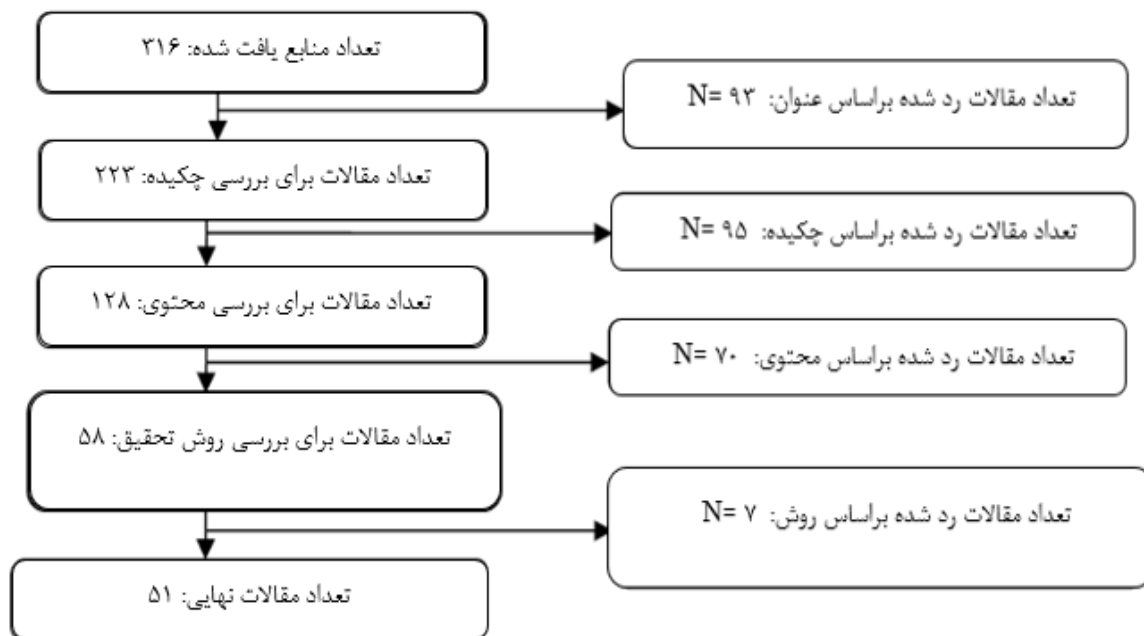 تعداد منابع یافت شده: ۳۱۶
تعداد مقالات رد شده براساس عنوان: N= ۹۳
تعداد مقالات برای بررسی چکیده: ۲۲۳
تعداد مقالات رد شده براساس چکیده: N= ۹۵
تعداد مقالات برای بررسی محتوی: ۱۲۸
تعداد مقالات رد شده براساس محتوی: N= ۷۰
تعداد مقالات برای بررسی روش تحقیق: ۵۸
تعداد مقالات رد شده براساس روش: N= ۷
تعداد مقالات نهایی: ۵۱